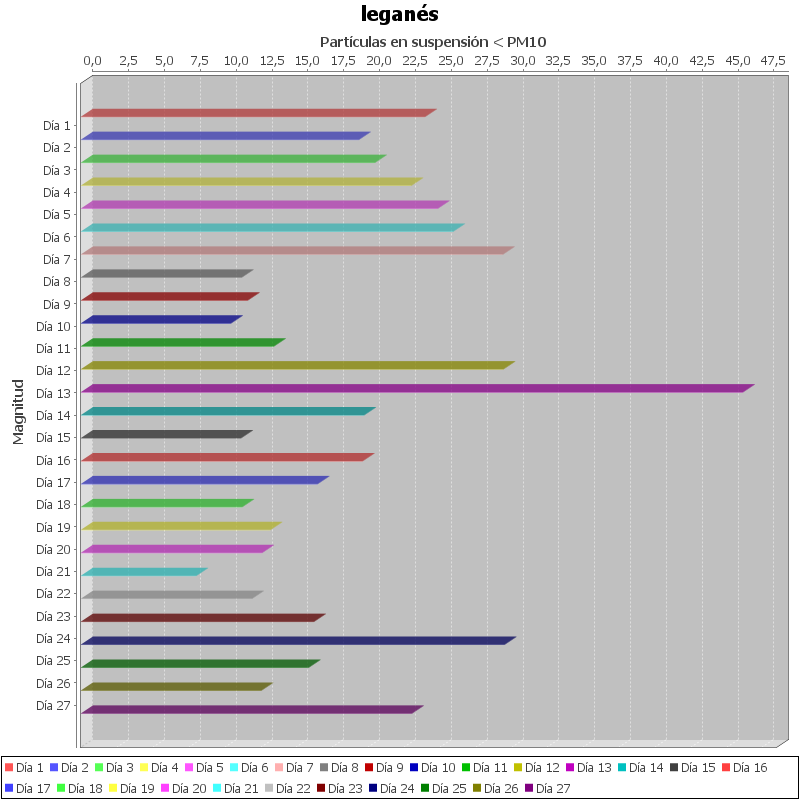 leganés
Partículas en suspensión < PM10
0,0 2,5 5,0 7,5 10,0 12,5 15,0 17,5 20,0 22,5 25,0 27,5 30,0 32,5 35,0 37,5 40,0 42,5 45,0 47,5
Magnitud
Día 1
Día 2
Día 3
Día 4
Día 5
Día 6
Día 7
Día 8
Día 9
Día 10
Día 11
Día 12
Día 13
Día 14
Día 15
Día 16
Día 17
Día 18
Día 19
Día 20
Día 21
Día 22
Día 23
Día 24
Día 25
Día 26
Día 27
Día 1 Día 2 Día 3 Día 4 Día 5 Día 6 Día 7 Día 8 Día 9 Día 10 Día 11 Día 12 Día 13 Día 14 Día 15 Día 16
Día 17 Día 18 Día 19 Día 20 Día 21 Día 22 Día 23 Día 24 Día 25 Día 26 Día 27